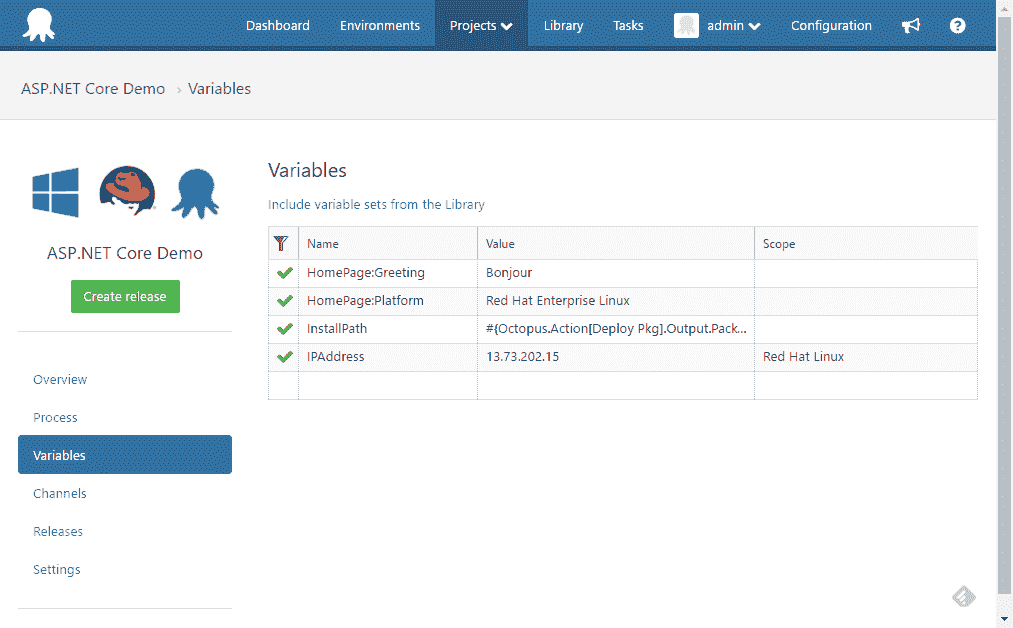 Dashboard Environments Projects Library Tasks admin Configuration
ASP.NET Core Demo › Variables
ASP.NET Core Demo
Create release
Overview
Process
Variables
Channels
Releases
Settings
Variables
Include variable sets from the Library
Name Value Scope
HomePage:Greeting Bonjour
HomePage:Platform Red Hat Enterprise Linux
InstallPath #{Octopus.Action[Deploy Pkg].Output.Pack...
IPAddress 13.73.202.15 Red Hat Linux